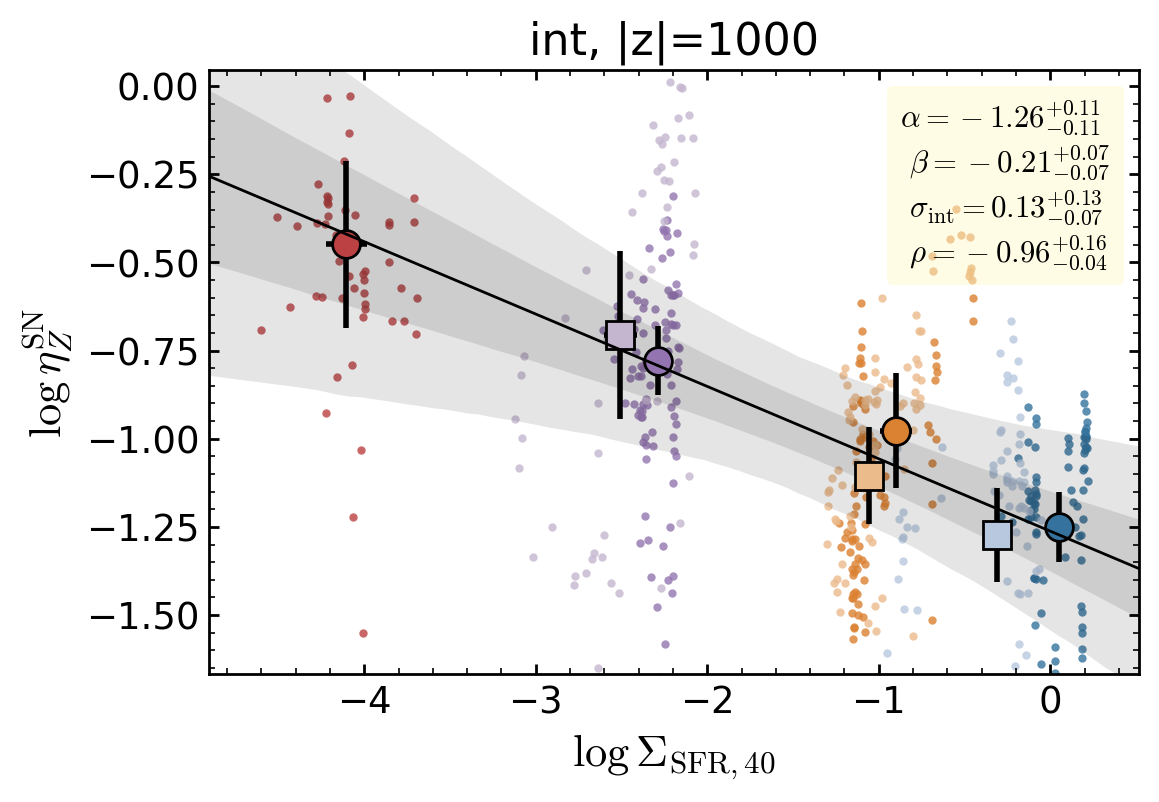 int, |z|=1000
0.00
−0.25
−0.50
−0.75
−1.00
−1.25
−1.50
log η_Z^SN
α = −1.26^{+0.11}_{−0.11}
β = −0.21^{+0.07}_{−0.07}
σ_int = 0.13^{+0.13}_{−0.07}
ρ = −0.96^{+0.16}_{−0.04}
−4 −3 −2 −1 0
log Σ_{SFR, 40}